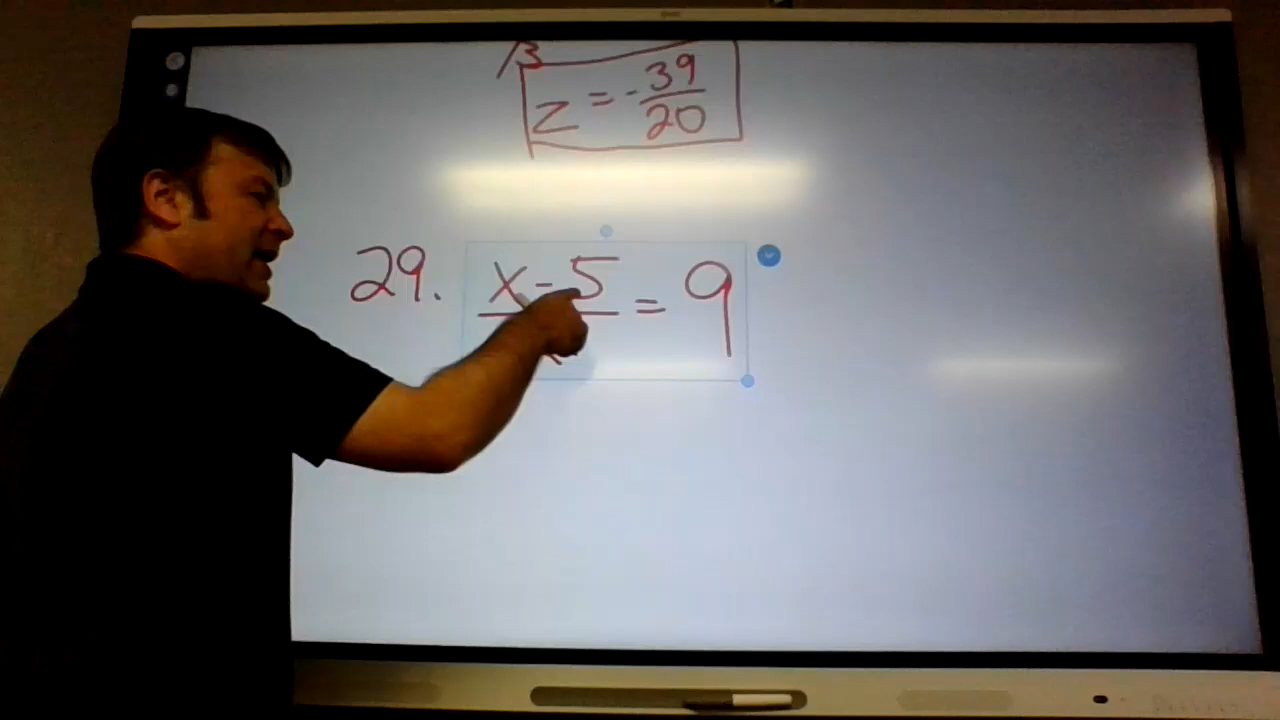 z = -39/20
29. x-5 = 9